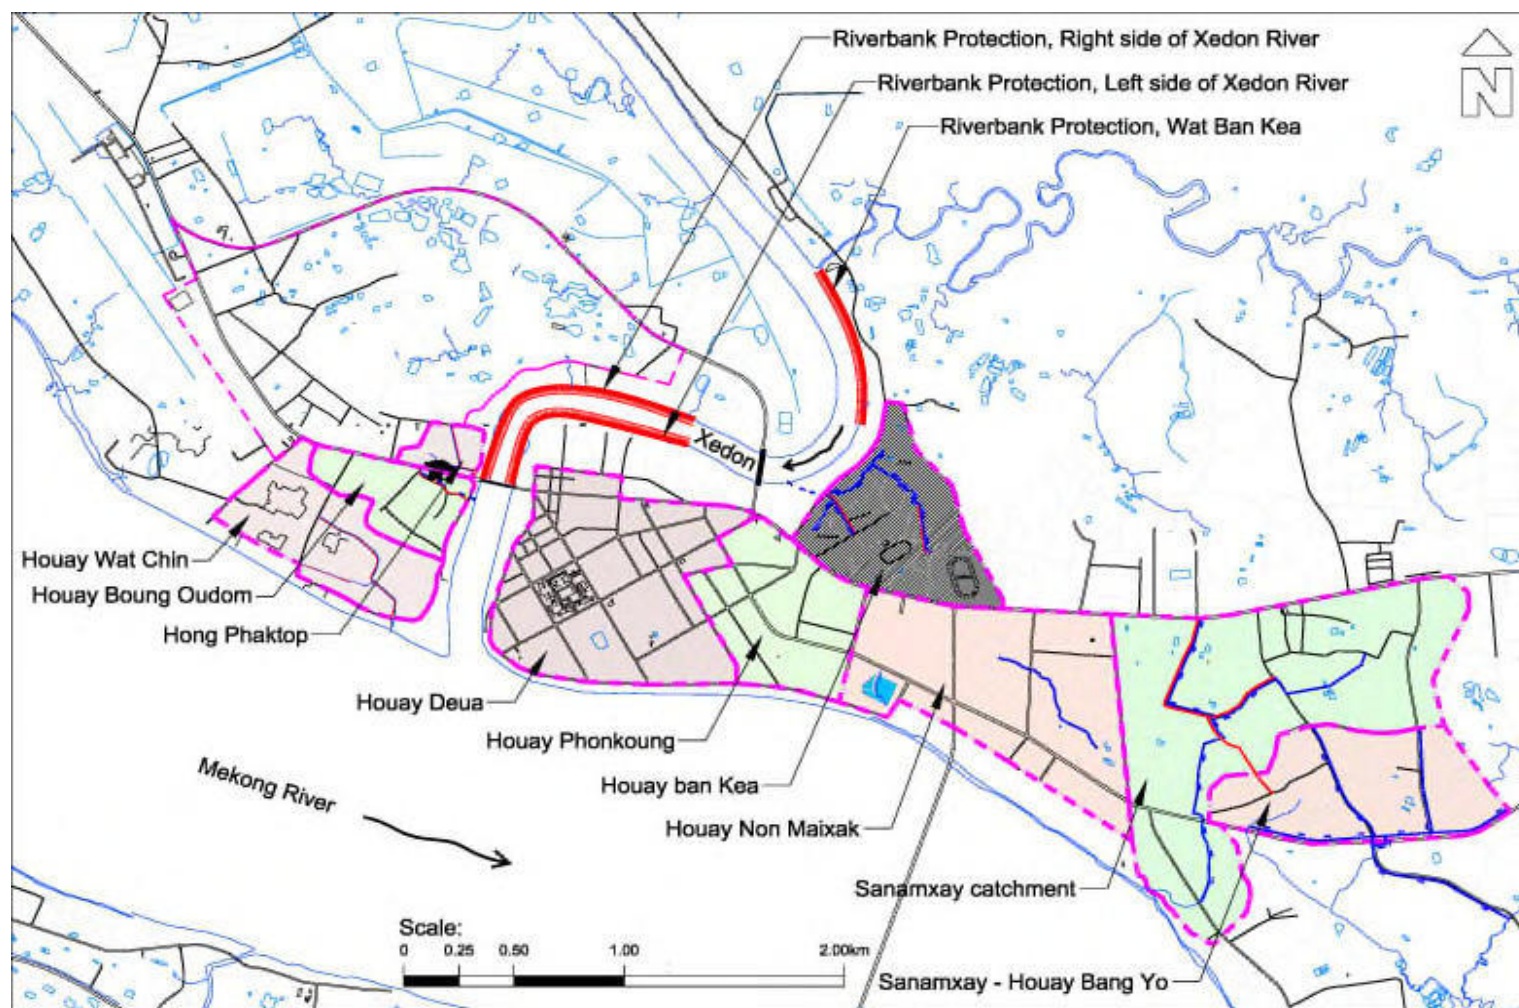 Riverbank Protection, Right side of Xedon River
Riverbank Protection, Left side of Xedon River
Riverbank Protection, Wat Ban Kea
N
Xedon
Houay Wat Chin
Houay Boung Oudom
Hong Phaktop
Houay Deua
Houay Phonkoung
Houay ban Kea
Houay Non Maixak
Mekong River
Sanamxay catchment
Sanamxay - Houay Bang Yo
Scale:
0 0.25 0.50 1.00 2.00km